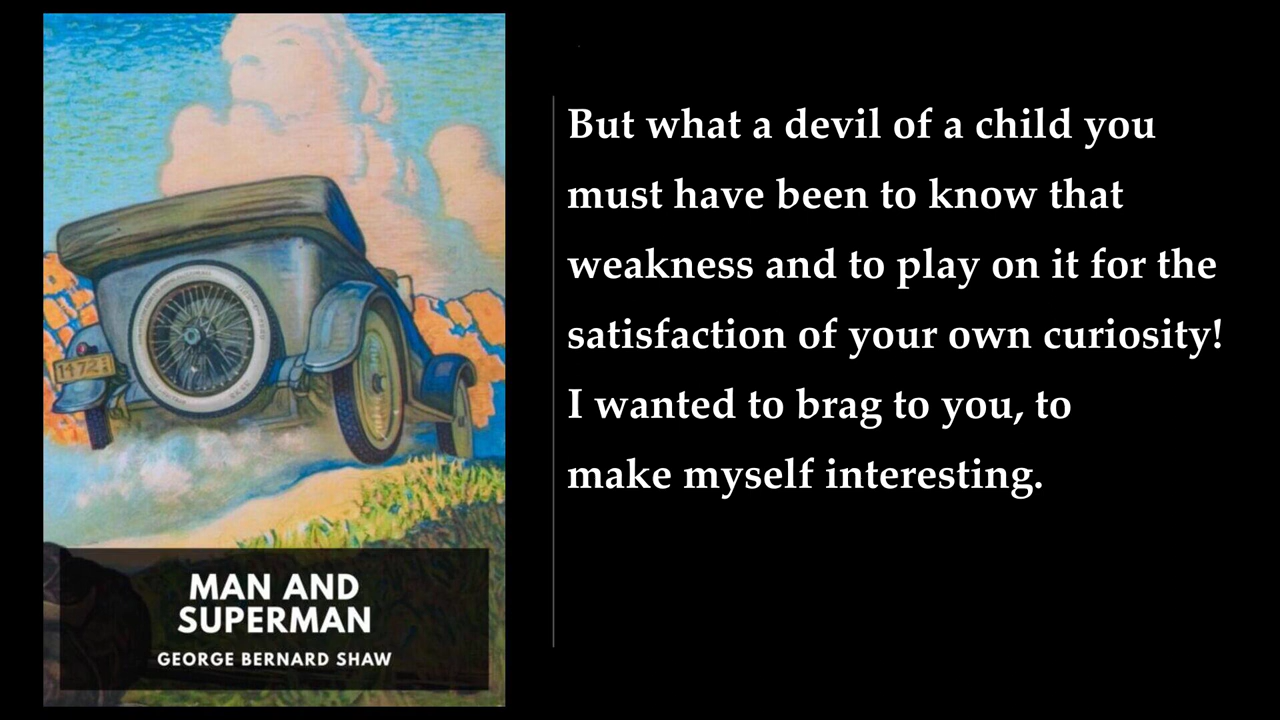 1472
MAN AND
SUPERMAN
GEORGE BERNARD SHAW
But what a devil of a child you
must have been to know that
weakness and to play on it for the
satisfaction of your own curiosity!
I wanted to brag to you, to
make myself interesting.